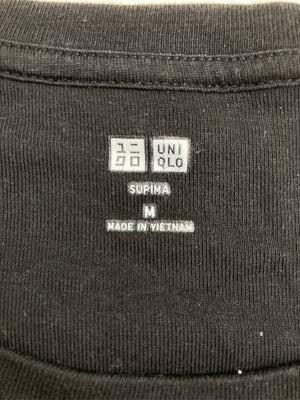 ユニ UNI
クロ QLO
SUPIMA
M
MADE IN VIETNAM